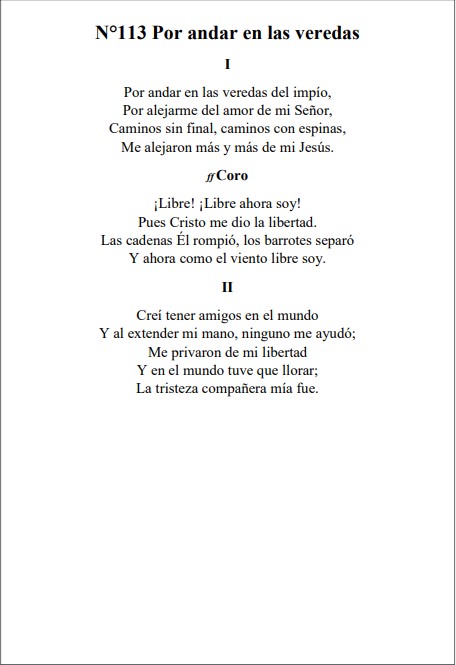 N°113 Por andar en las veredas
I
Por andar en las veredas del impío,
Por alejarme del amor de mi Señor,
Caminos sin final, caminos con espinas,
Me alejaron más y más de mi Jesús.
ff Coro
¡Libre! ¡Libre ahora soy!
Pues Cristo me dio la libertad.
Las cadenas Él rompió, los barrotes separó
Y ahora como el viento libre soy.
II
Creí tener amigos en el mundo
Y al extender mi mano, ninguno me ayudó;
Me privaron de mi libertad
Y en el mundo tuve que llorar;
La tristeza compañera mía fue.